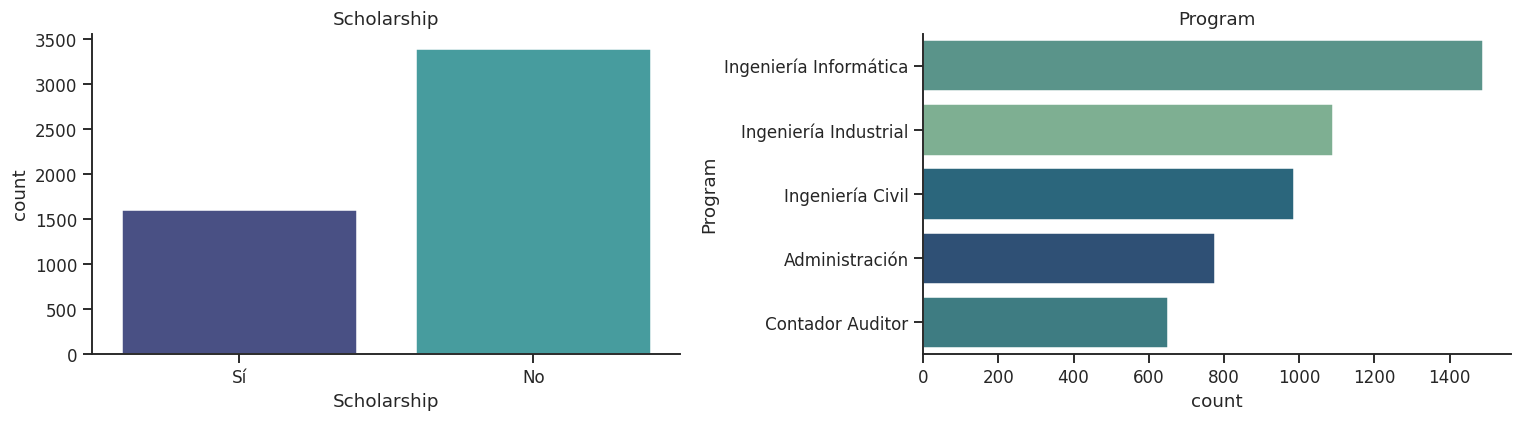 Scholarship
count
3500
3000
2500
2000
1500
1000
500
0
Sí
No
Scholarship
Program
Program
Ingeniería Informática
Ingeniería Industrial
Ingeniería Civil
Administración
Contador Auditor
0 200 400 600 800 1000 1200 1400
count